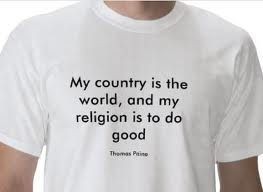 My country is the
world, and my
religion is to do
good
Thomas Paine